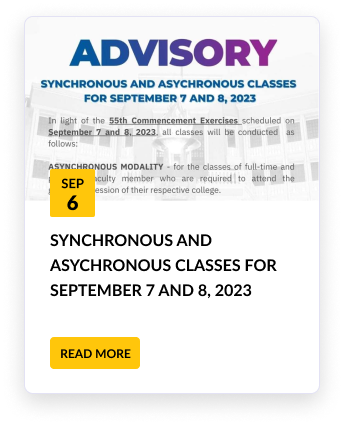 ADVISORY
SYNCHRONOUS AND ASYCHRONOUS CLASSES
FOR SEPTEMBER 7 AND 8, 2023
In light of the 55th Commencement Exercises scheduled on
September 7 and 8, 2023, all classes will be conducted as
follows:
ASYNCHRONOUS MODALITY - for the classes of full-time and
faculty member who are required to attend the
session of their respective college.
SEP
6
SYNCHRONOUS AND
ASYCHRONOUS CLASSES FOR
SEPTEMBER 7 AND 8, 2023
READ MORE